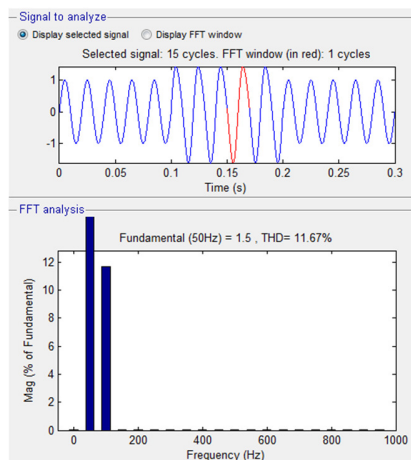 Signal to analyze
Display selected signal Display FFT window
Selected signal: 15 cycles. FFT window (in red): 1 cycles
1
0
-1
0 0.05 0.1 0.15 0.2 0.25 0.3
Time (s)
FFT analysis
Fundamental (50Hz) = 1.5 , THD= 11.67%
Mag (% of Fundamental)
12
10
8
6
4
2
0
0 200 400 600 800 1000
Frequency (Hz)